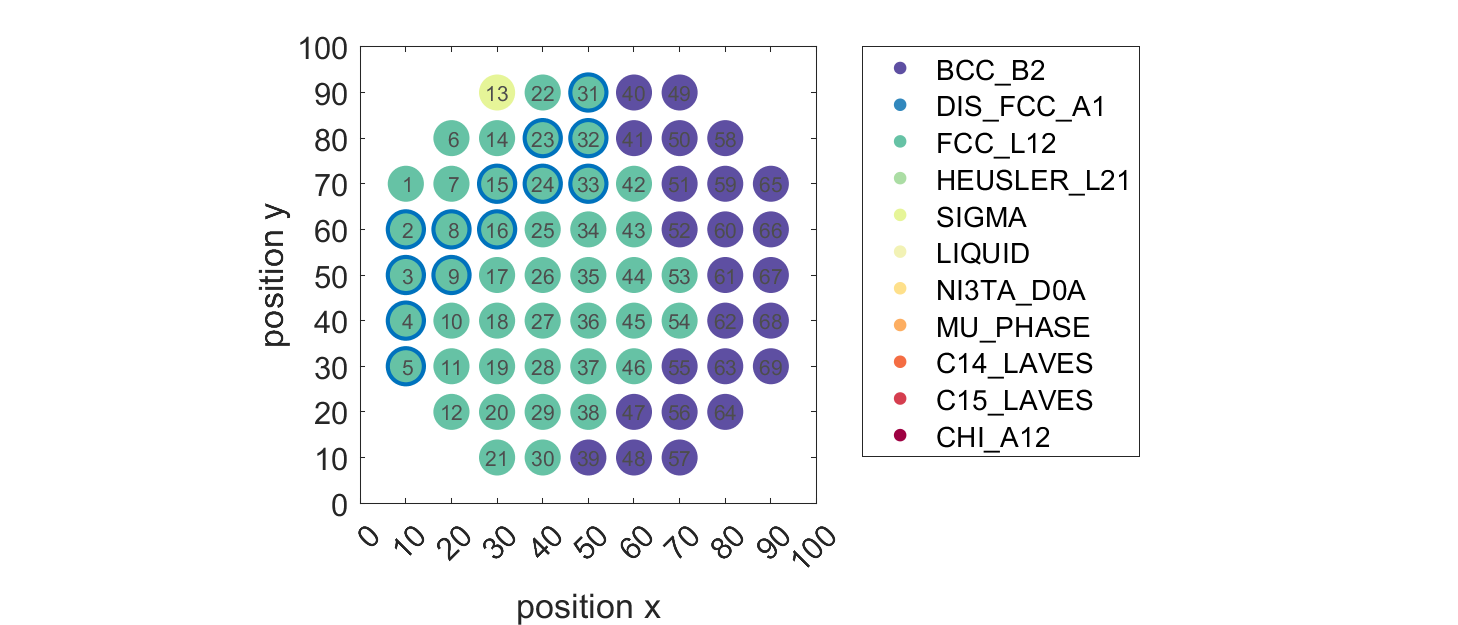 100
90 13 22 31 40 49
80 6 14 23 32 41 50 58
70 1 7 15 24 33 42 51 59 65
60 2 8 16 25 34 43 52 60 66
50 3 9 17 26 35 44 53 61 67
40 4 10 18 27 36 45 54 62 68
30 5 11 19 28 37 46 55 63 69
20 12 20 29 38 47 56 64
10 21 30 39 48 57
0
0 10 20 30 40 50 60 70 80 90 100
position x
position y
BCC_B2
DIS_FCC_A1
FCC_L12
HEUSLER_L21
SIGMA
LIQUID
NI3TA_D0A
MU_PHASE
C14_LAVES
C15_LAVES
CHI_A12